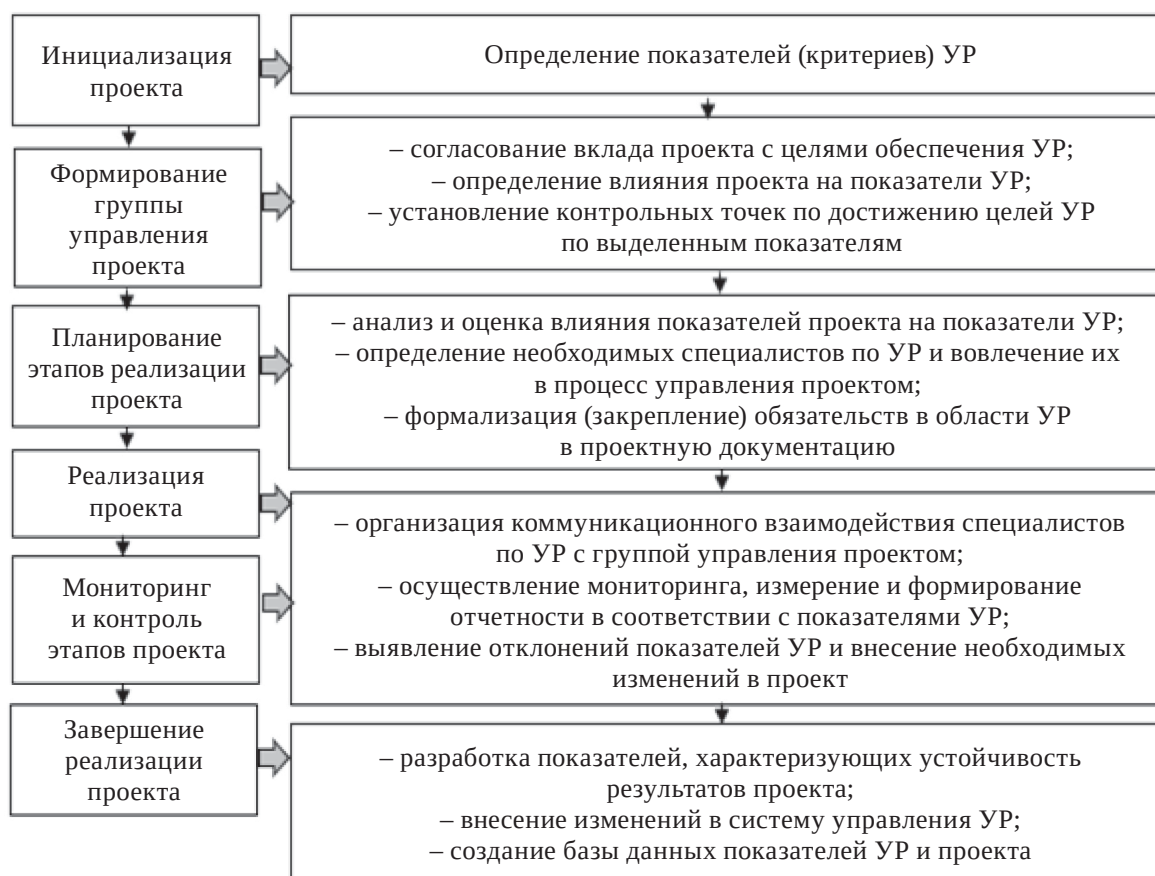 Инициализация
проекта
Определение показателей (критериев) УР
Формирование
группы
управления
проекта
– согласование вклада проекта с целями обеспечения УР;
– определение влияния проекта на показатели УР;
– установление контрольных точек по достижению целей УР
по выделенным показателям
Планирование
этапов реализации
проекта
– анализ и оценка влияния показателей проекта на показатели УР;
– определение необходимых специалистов по УР и вовлечение их
в процесс управления проектом;
– формализация (закрепление) обязательств в области УР
в проектную документацию
Реализация
проекта
Мониторинг
и контроль
этапов проекта
– организация коммуникационного взаимодействия специалистов
по УР с группой управления проектом;
– осуществление мониторинга, измерение и формирование
отчетности в соответствии с показателями УР;
– выявление отклонений показателей УР и внесение необходимых
изменений в проект
Завершение
реализации
проекта
– разработка показателей, характеризующих устойчивость
результатов проекта;
– внесение изменений в систему управления УР;
– создание базы данных показателей УР и проекта